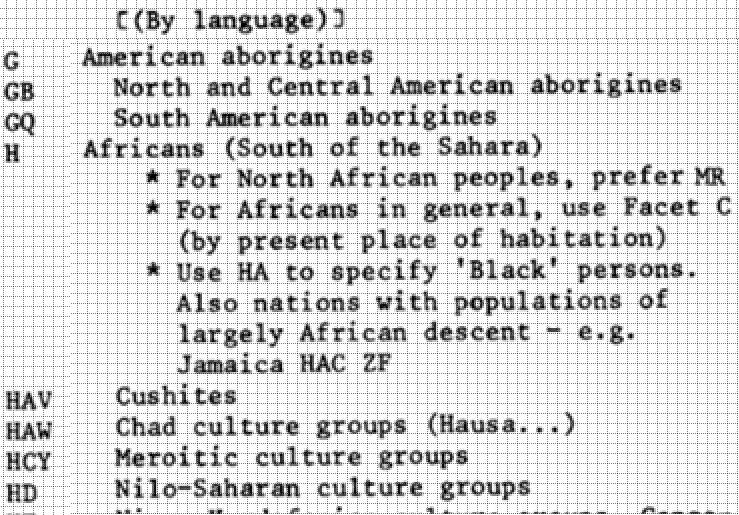 [(By language)]
G American aborigines
GB North and Central American aborigines
GQ South American aborigines
H Africans (South of the Sahara)
* For North African peoples, prefer MR
* For Africans in general, use Facet C
(by present place of habitation)
* Use HA to specify 'Black' persons.
Also nations with populations of
largely African descent - e.g.
Jamaica HAC ZF
HAV Cushites
HAW Chad culture groups (Hausa...)
HCY Meroitic culture groups
HD Nilo-Saharan culture groups